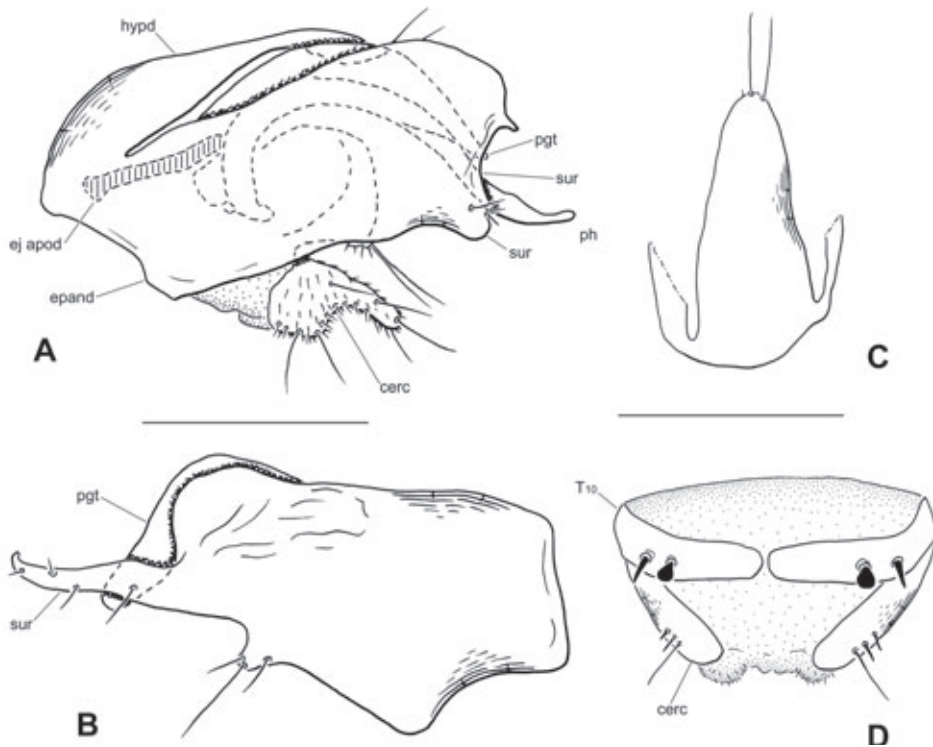 hypd
pgt
sur
ph
sur
ej apod
epand
cerc
A
C
pgt
sur
B
T10
cerc
D